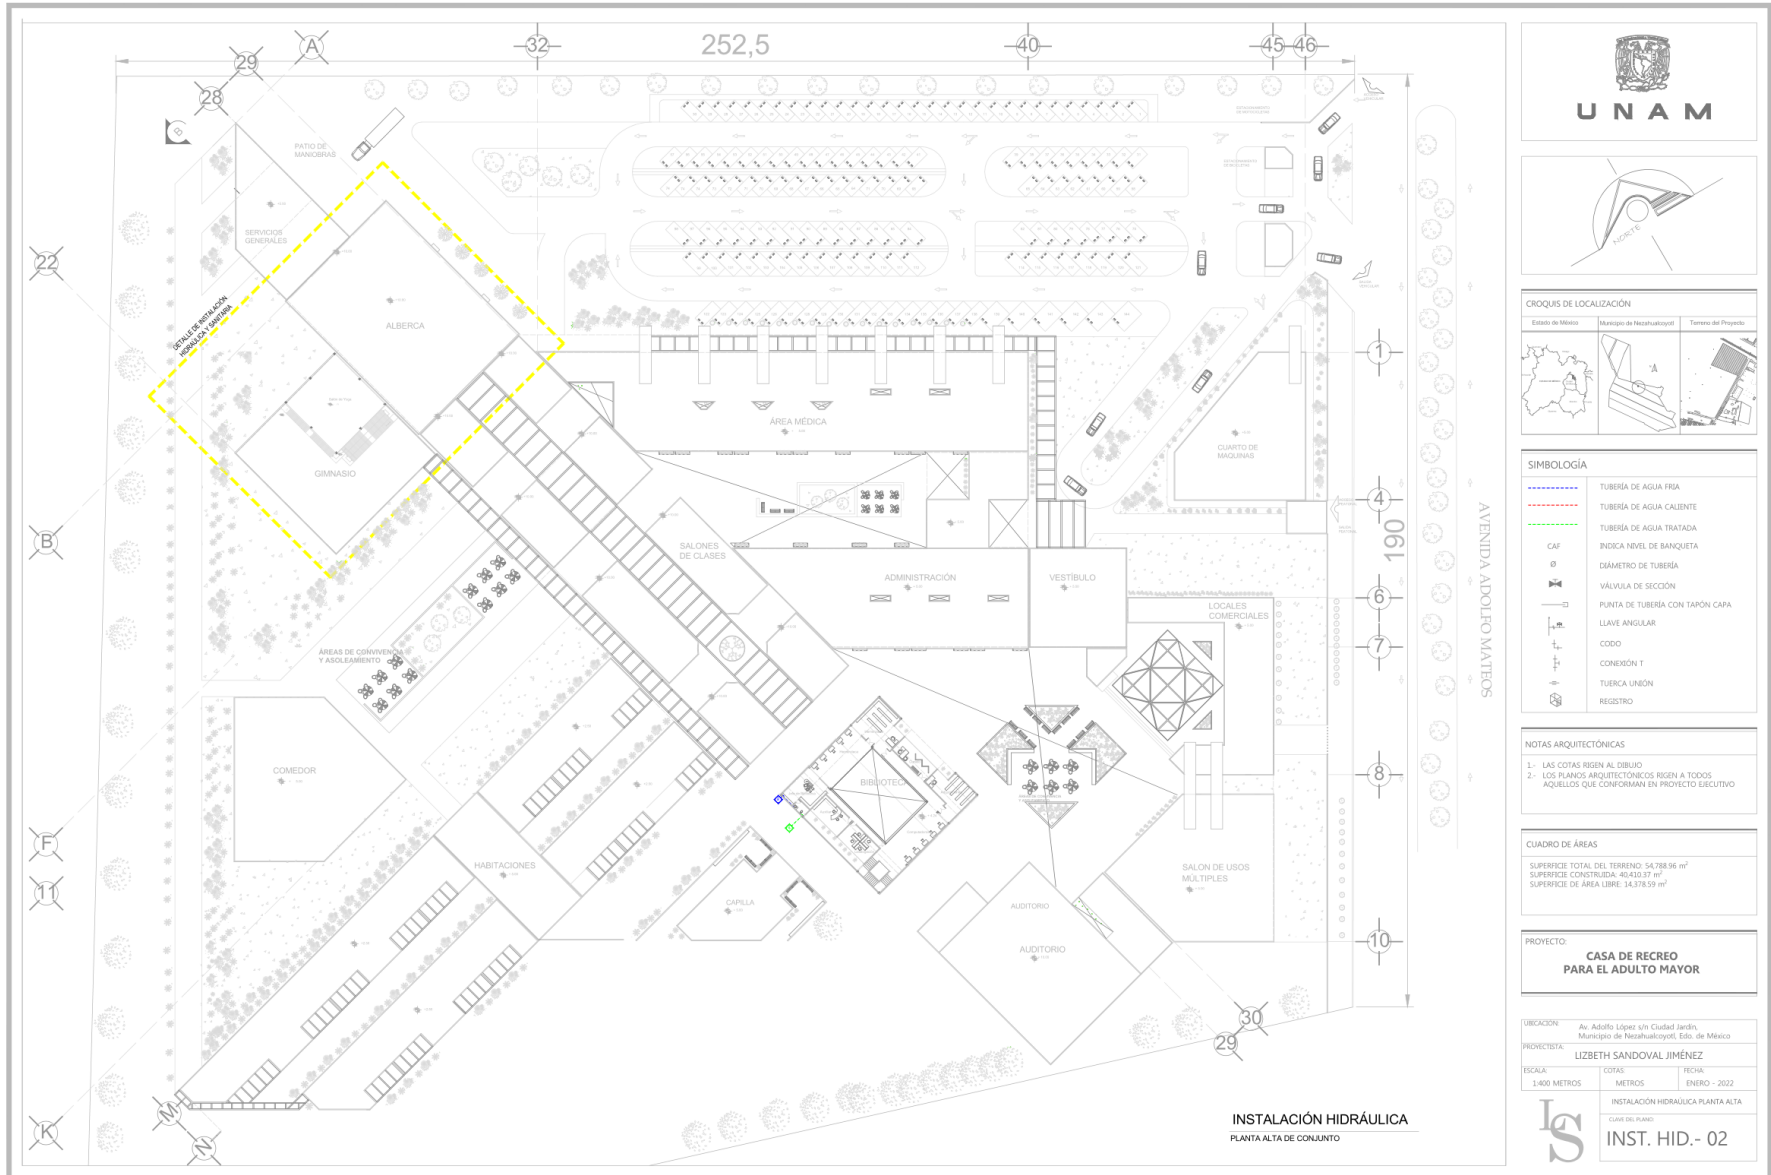 A
29
28
32
252,5
40
45
46
22
B
F
11
K
M
N
1
4
6
7
8
10
30
29
190
AVENIDA ADOLFO MATEOS
PATIO DE
MANIOBRAS
SERVICIOS
GENERALES
DETALLE DE INSTALACIÓN
HIDRÁULICA Y SANITARIA
ALBERCA
GIMNASIO
ÁREA MÉDICA
CUARTO DE
MAQUINAS
SALONES
DE CLASES
ADMINISTRACIÓN
VESTÍBULO
LOCALES
COMERCIALES
ÁREAS DE CONVIVENCIA
Y ASOLEAMIENTO
COMEDOR
BIBLIOTECA
HABITACIONES
CAPILLA
SALON DE USOS
MÚLTIPLES
AUDITORIO
AUDITORIO
INSTALACIÓN HIDRÁULICA
PLANTA ALTA DE CONJUNTO
UNAM
NORTE
CROQUIS DE LOCALIZACIÓN
Estado de México
Municipio de Nezahualcoyotl
Terreno del Proyecto
SIMBOLOGÍA
TUBERÍA DE AGUA FRIA
TUBERÍA DE AGUA CALIENTE
TUBERÍA DE AGUA TRATADA
CAF INDICA NIVEL DE BANQUETA
Ø DIÁMETRO DE TUBERÍA
VÁLVULA DE SECCIÓN
PUNTA DE TUBERÍA CON TAPÓN CAPA
LLAVE ANGULAR
CODO
CONEXIÓN T
TUERCA UNIÓN
REGISTRO
NOTAS ARQUITECTÓNICAS
1.- LAS COTAS RIGEN AL DIBUJO
2.- LOS PLANOS ARQUITECTÓNICOS RIGEN A TODOS
AQUELLOS QUE CONFORMAN EN PROYECTO EJECUTIVO
CUADRO DE ÁREAS
SUPERFICIE TOTAL DEL TERRENO: 54,788.96 m²
SUPERFICIE CONSTRUIDA: 40,410.37 m²
SUPERFICIE DE ÁREA LIBRE: 14,378.59 m²
PROYECTO:
CASA DE RECREO
PARA EL ADULTO MAYOR
UBICACIÓN: Av. Adolfo López s/n Ciudad Jardín,
Municipio de Nezahualcoyotl, Edo. de México
PROYECTISTA:
LIZBETH SANDOVAL JIMÉNEZ
ESCALA: COTAS: FECHA:
1:400 METROS METROS ENERO - 2022
INSTALACIÓN HIDRAÚLICA PLANTA ALTA
CLAVE DEL PLANO:
LS
INST. HID.- 02